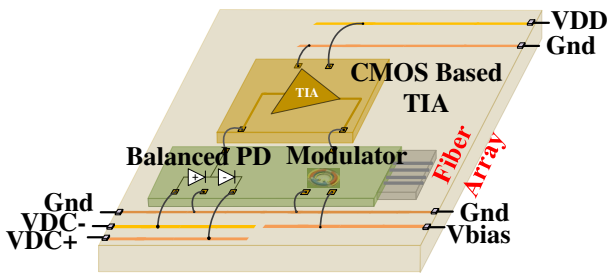 VDD
Gnd
CMOS Based
TIA
TIA
Balanced PD
Modulator
+
-
Fiber
Array
Gnd
VDC-
VDC+
Gnd
Vbias